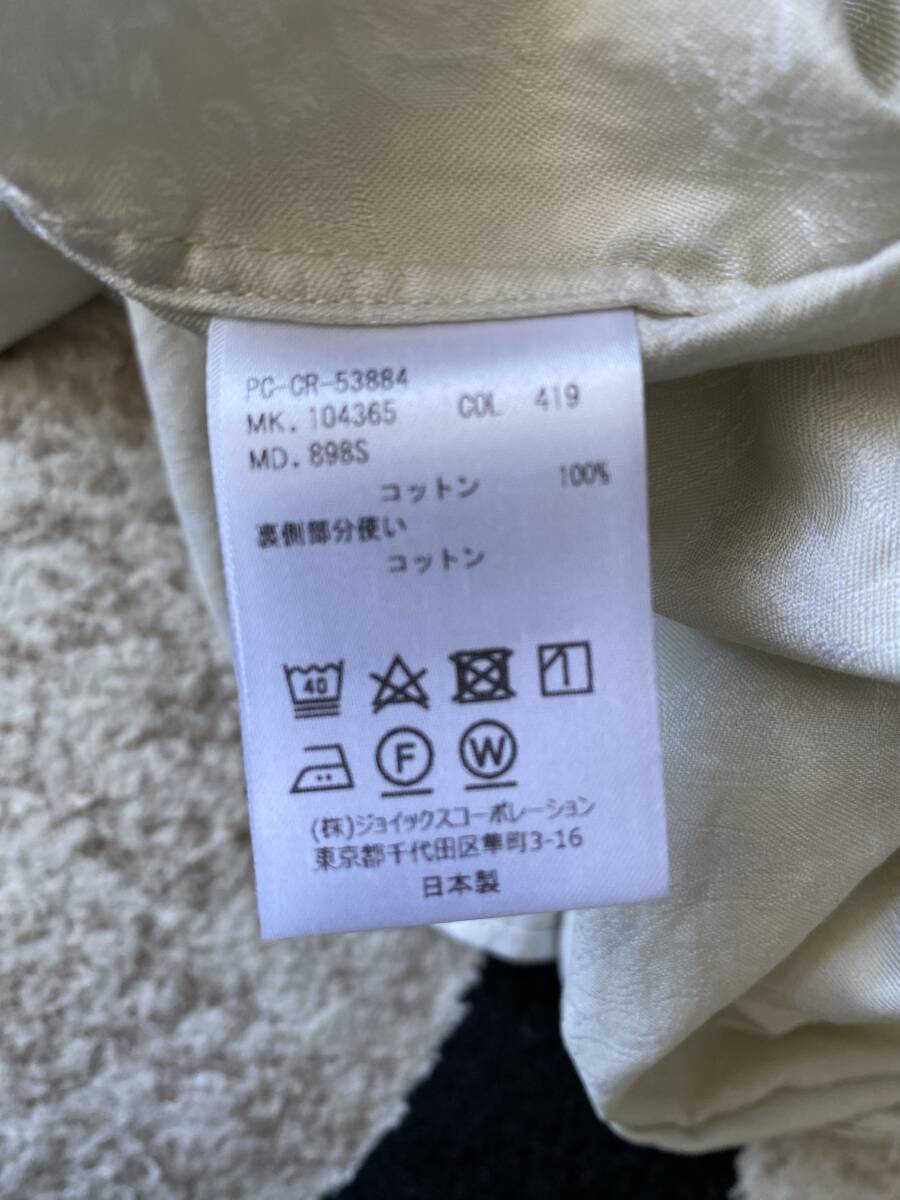 PC-CR-53884
MK. 104365 COL 419
MD. 898S
コットン 100%
裏側部分使い
コットン
40
F W
(株)ジョイックスコーポレーション
東京都千代田区隼町3-16
日本製